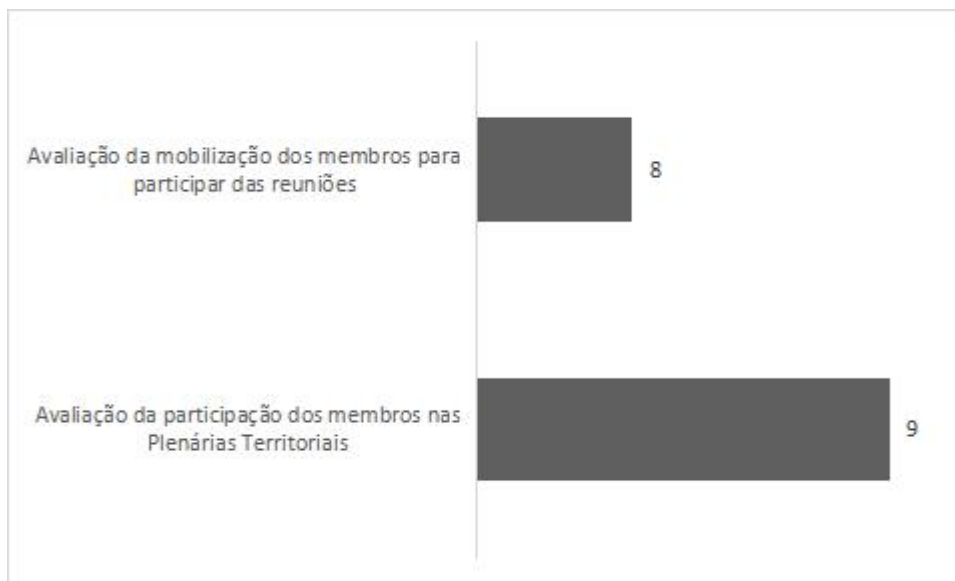 Avaliação da mobilização dos membros para
participar das reuniões
8
Avaliação da participação dos membros nas
Plenárias Territoriais
9